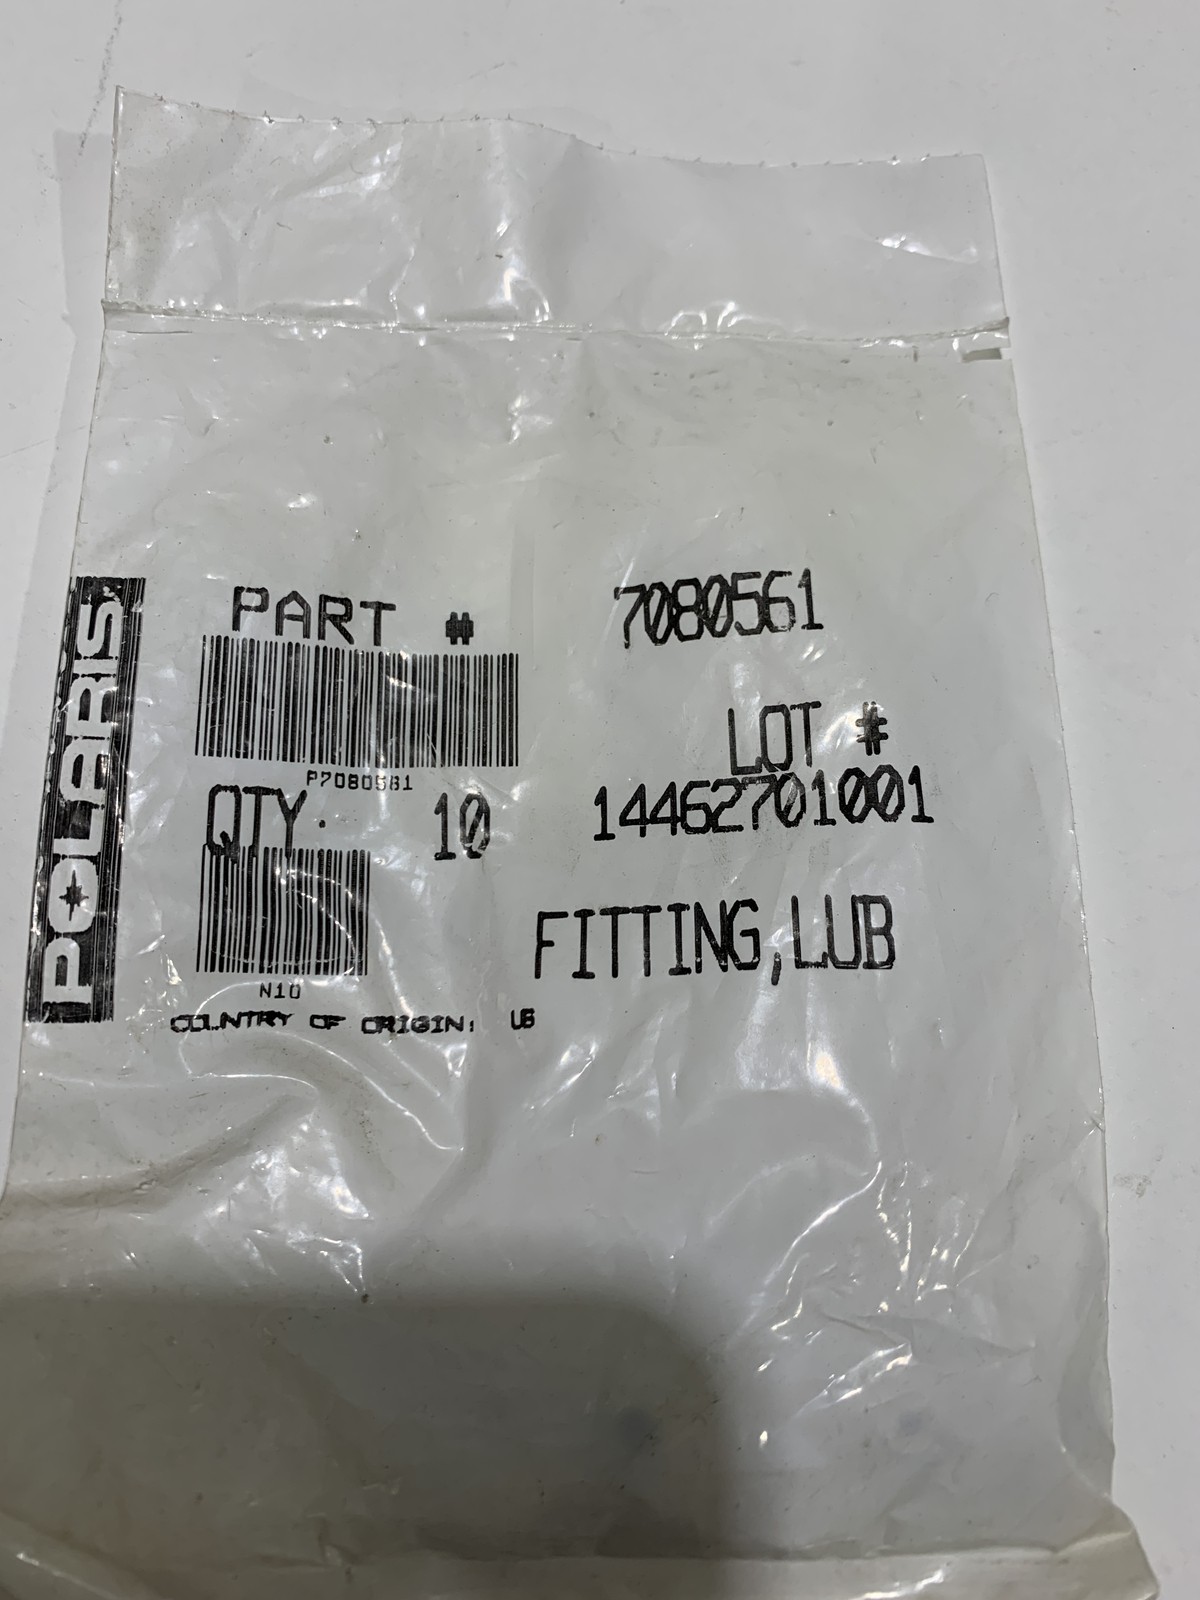 POLARIS
PART #
7080561
P7080561
LOT #
QTY. 10
14462701001
N10
FITTING,LUB
COUNTRY OF ORIGIN: US